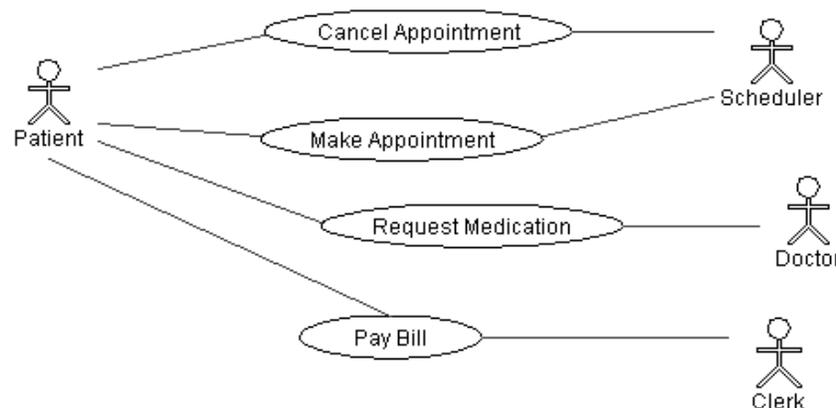 Cancel Appointment
Scheduler
Patient
Make Appointment
Request Medication
Doctor
Pay Bill
Clerk